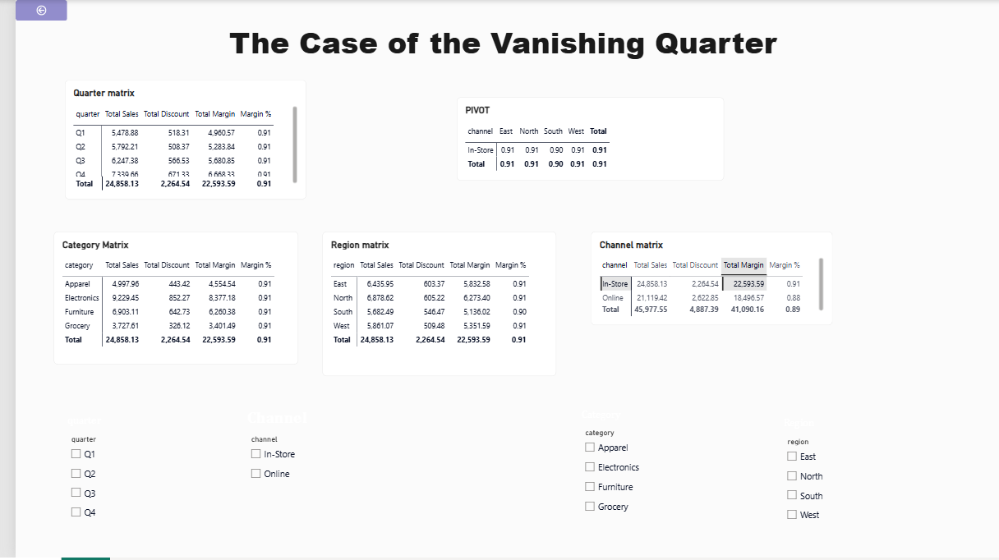 The Case of the Vanishing Quarter
Quarter matrix
quarter Total Sales Total Discount Total Margin Margin %
Q1 5,478.88 518.31 4,960.57 0.91
Q2 5,792.21 508.37 5,283.84 0.91
Q3 6,247.38 566.53 5,680.85 0.91
Q4 7,339.66 671.33 6,668.33 0.91
Total 24,858.13 2,264.54 22,593.59 0.91
PIVOT
channel East North South West Total
In-Store 0.91 0.91 0.90 0.91 0.91
Total 0.91 0.91 0.90 0.91 0.91
Category Matrix
category Total Sales Total Discount Total Margin Margin %
Apparel 4,997.96 443.42 4,554.54 0.91
Electronics 9,229.45 852.27 8,377.18 0.91
Furniture 6,903.11 642.73 6,260.38 0.91
Grocery 3,727.61 326.12 3,401.49 0.91
Total 24,858.13 2,264.54 22,593.59 0.91
Region matrix
region Total Sales Total Discount Total Margin Margin %
East 6,435.95 603.37 5,832.58 0.91
North 6,878.62 605.22 6,273.40 0.91
South 5,682.49 546.47 5,136.02 0.90
West 5,861.07 509.48 5,351.59 0.91
Total 24,858.13 2,264.54 22,593.59 0.91
Channel matrix
channel Total Sales Total Discount Total Margin Margin %
In-Store 24,858.13 2,264.54 22,593.59 0.91
Online 21,119.42 2,622.85 18,496.57 0.88
Total 45,977.55 4,887.39 41,090.16 0.89
quarter
Q1
Q2
Q3
Q4
Channel
channel
In-Store
Online
category
Apparel
Electronics
Furniture
Grocery
region
East
North
South
West